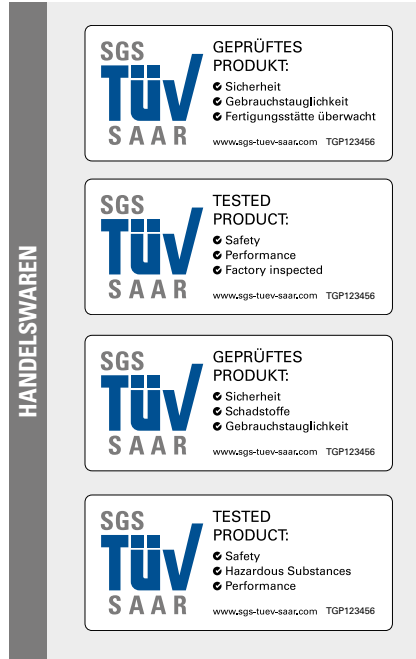 HANDELSWAREN
SGS
TÜV
SAAR
GEPRÜFTES
PRODUKT:
Sicherheit
Gebrauchstauglichkeit
Fertigungsstätte überwacht
www.sgs-tuev-saar.com TGP123456
SGS
TÜV
SAAR
TESTED
PRODUCT:
Safety
Performance
Factory inspected
www.sgs-tuev-saar.com TGP123456
SGS
TÜV
SAAR
GEPRÜFTES
PRODUKT:
Sicherheit
Schadstoffe
Gebrauchstauglichkeit
www.sgs-tuev-saar.com TGP123456
SGS
TÜV
SAAR
TESTED
PRODUCT:
Safety
Hazardous Substances
Performance
www.sgs-tuev-saar.com TGP123456